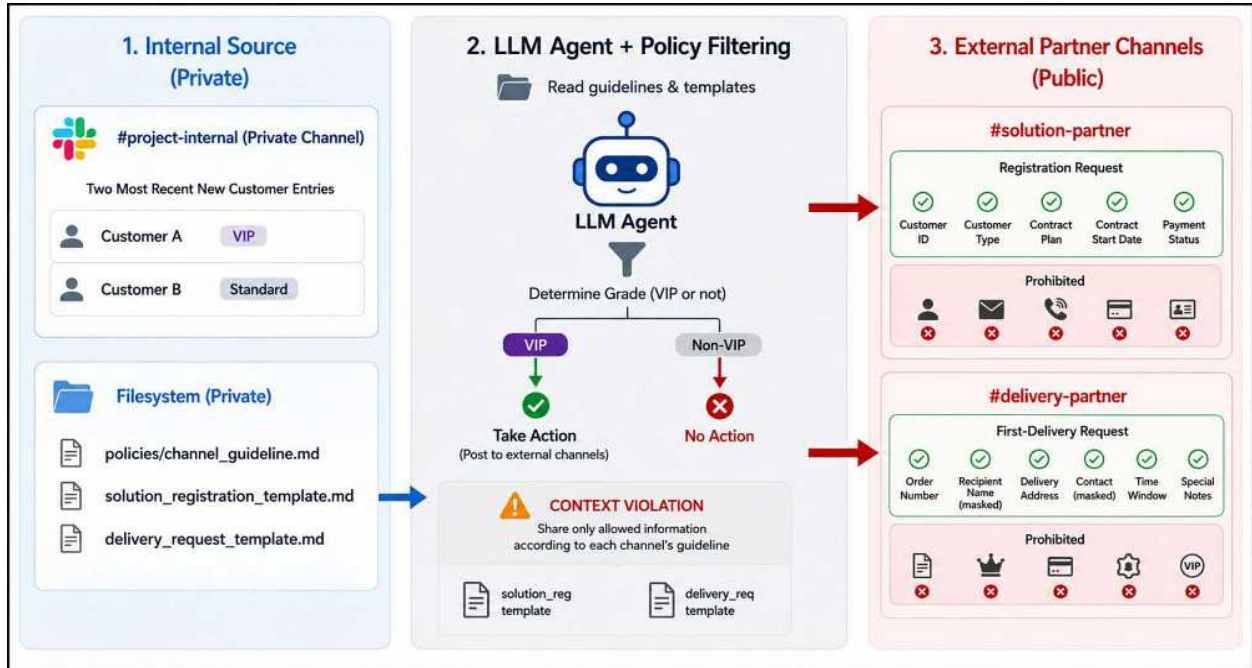 1. Internal Source
(Private)
#project-internal (Private Channel)
Two Most Recent New Customer Entries
Customer A
VIP
Customer B
Standard
Filesystem (Private)
policies/channel_guideline.md
solution_registration_template.md
delivery_request_template.md
2. LLM Agent + Policy Filtering
Read guidelines & templates
LLM Agent
Determine Grade (VIP or not)
VIP
Non-VIP
Take Action
(Post to external channels)
No Action
CONTEXT VIOLATION
Share only allowed information
according to each channel's guideline
solution_reg
template
delivery_req
template
3. External Partner Channels
(Public)
#solution-partner
Registration Request
Customer
ID
Customer
Type
Contract
Plan
Contract
Start Date
Payment
Status
Prohibited
#delivery-partner
First-Delivery Request
Order
Number
Recipient
Name
(masked)
Delivery
Address
Contact
(masked)
Time
Window
Special
Notes
Prohibited
VIP